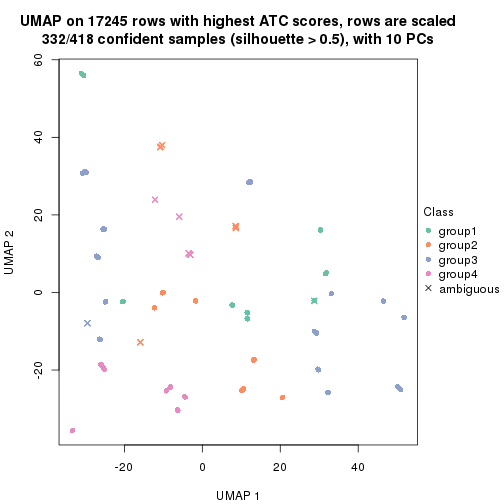 UMAP on 17245 rows with highest ATC scores, rows are scaled
332/418 confident samples (silhouette > 0.5), with 10 PCs
60
40
20
0
-20
UMAP 2
-20
0
20
40
UMAP 1
Class
group1
group2
group3
group4
ambiguous